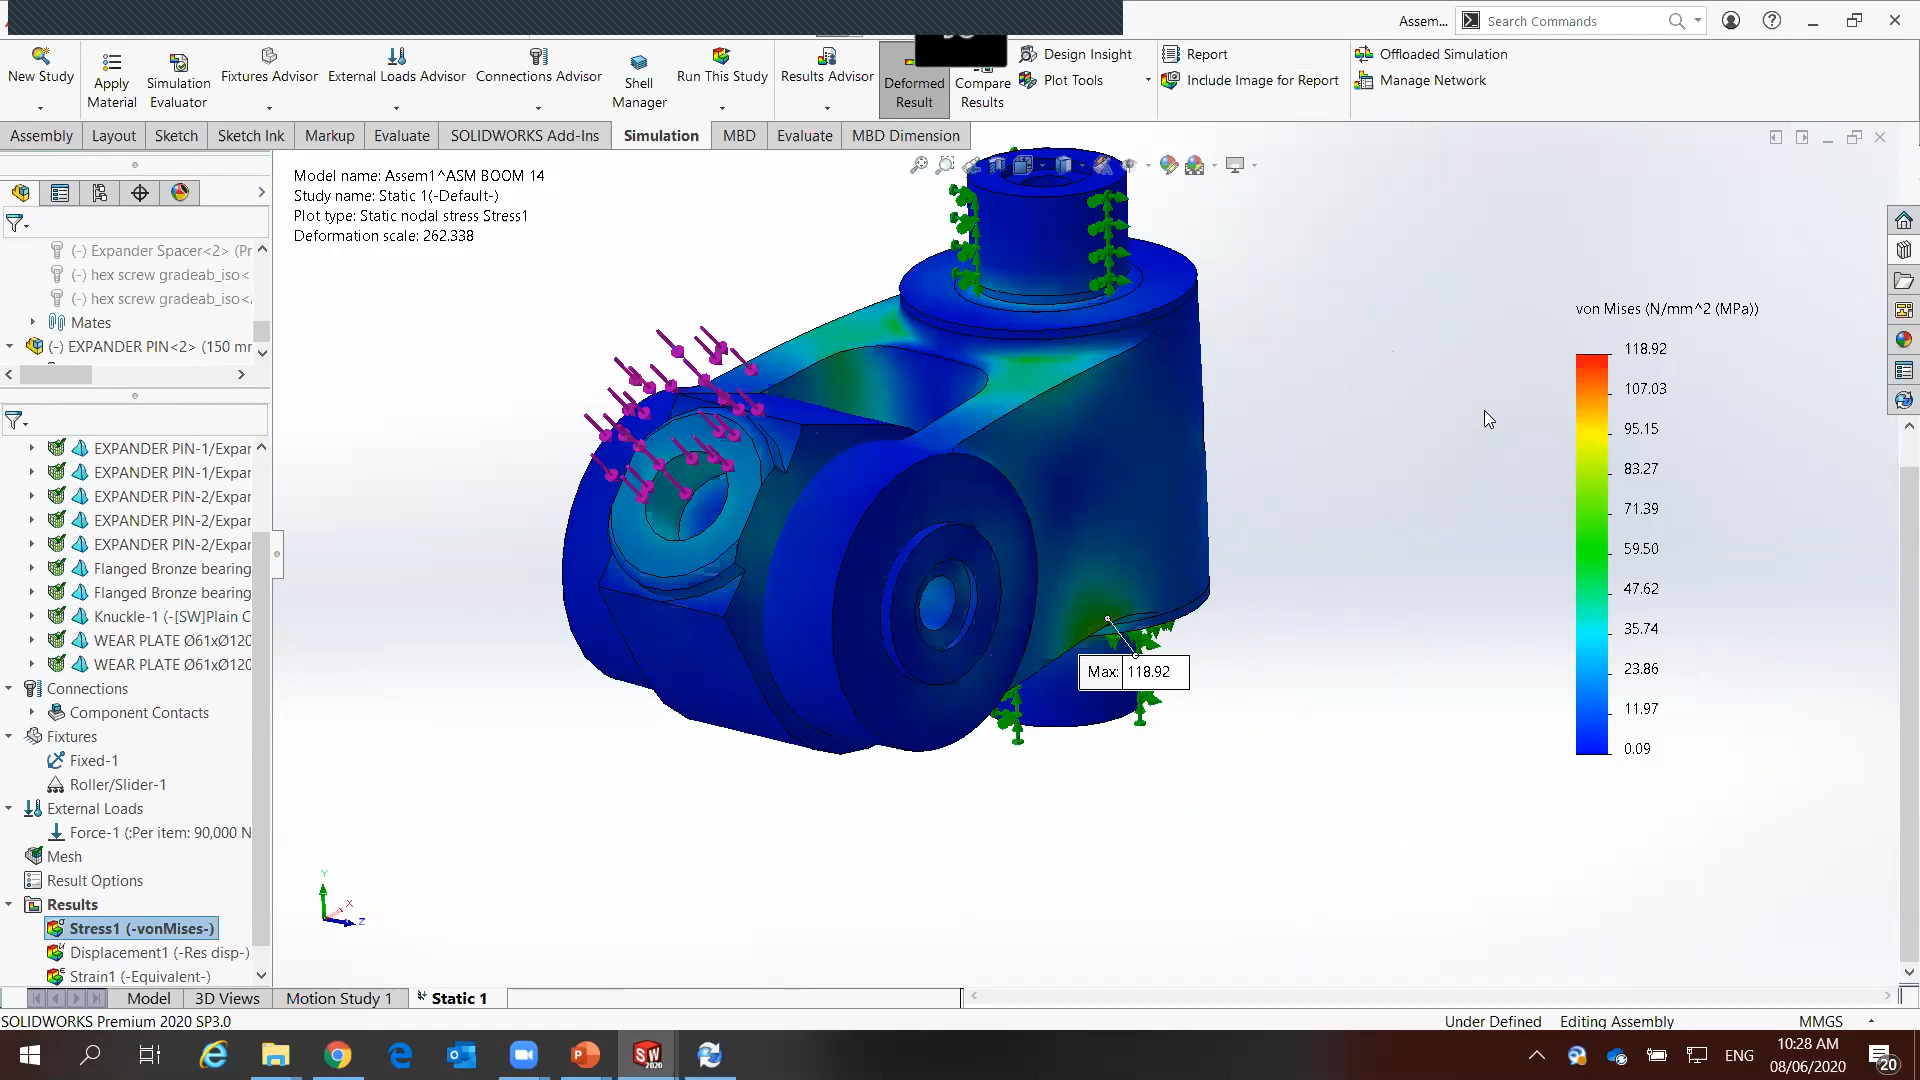 Assem...
Search Commands
New Study
Apply Material
Simulation Evaluator
Fixtures Advisor
External Loads Advisor
Connections Advisor
Shell Manager
Run This Study
Results Advisor
Deformed Result
Compare Results
Design Insight
Plot Tools
Report
Include Image for Report
Offloaded Simulation
Manage Network
Assembly
Layout
Sketch
Sketch Ink
Markup
Evaluate
SOLIDWORKS Add-Ins
Simulation
MBD
Evaluate
MBD Dimension
(-) Expander Spacer<2> (Pr
(-) hex screw gradeab_iso<
(-) hex screw gradeab_iso<
Mates
(-) EXPANDER PIN<2> (150 mr
EXPANDER PIN-1/Expar
EXPANDER PIN-1/Expar
EXPANDER PIN-2/Expar
EXPANDER PIN-2/Expar
EXPANDER PIN-2/Expar
Flanged Bronze bearing
Flanged Bronze bearing
Knuckle-1 (-[SW]Plain C
WEAR PLATE Ø61xØ120
WEAR PLATE Ø61xØ120
Connections
Component Contacts
Fixtures
Fixed-1
Roller/Slider-1
External Loads
Force-1 (:Per item: 90,000 N
Mesh
Result Options
Results
Stress1 (-vonMises-)
Displacement1 (-Res disp-)
Strain1 (-Equivalent-)
Model name: Assem1^ASM BOOM 14
Study name: Static 1(-Default-)
Plot type: Static nodal stress Stress1
Deformation scale: 262.338
Max: 118.92
von Mises (N/mm^2 (MPa))
118.92
107.03
95.15
83.27
71.39
59.50
47.62
35.74
23.86
11.97
0.09
Y
X
Z
Model
3D Views
Motion Study 1
Static 1
SOLIDWORKS Premium 2020 SP3.0
Under Defined
Editing Assembly
MMGS
SW 2020
ENG
10:28 AM
08/06/2020
20